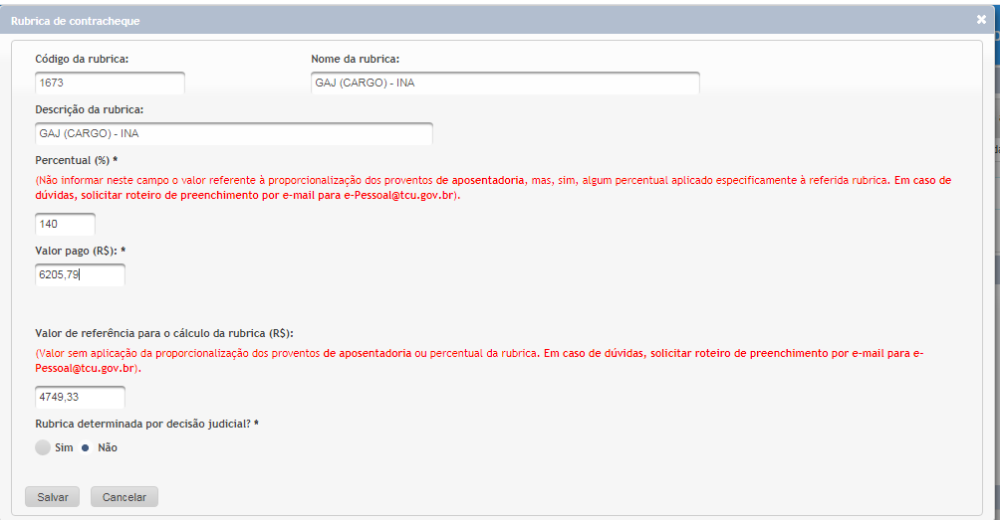 Rubrica de contracheque
Código da rubrica: Nome da rubrica:
1673 GAJ (CARGO) - INA
Descrição da rubrica:
GAJ (CARGO) - INA
Percentual (%) *
(Não informar neste campo o valor referente à proporcionalização dos proventos de aposentadoria, mas, sim, algum percentual aplicado especificamente à referida rubrica. Em caso de
dúvidas, solicitar roteiro de preenchimento por e-mail para e-Pessoal@tcu.gov.br).
140
Valor pago (R$): *
6205,79
Valor de referência para o cálculo da rubrica (R$):
(Valor sem aplicação da proporcionalização dos proventos de aposentadoria ou percentual da rubrica. Em caso de dúvidas, solicitar roteiro de preenchimento por e-mail para e-
Pessoal@tcu.gov.br).
4749,33
Rubrica determinada por decisão judicial? *
Sim Não
Salvar Cancelar